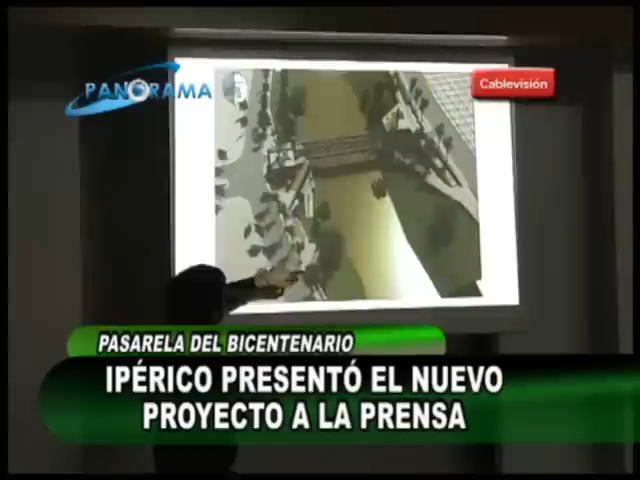 PANORAMA
Cablevisión
PASARELA DEL BICENTENARIO
IPÉRICO PRESENTÓ EL NUEVO
PROYECTO A LA PRENSA